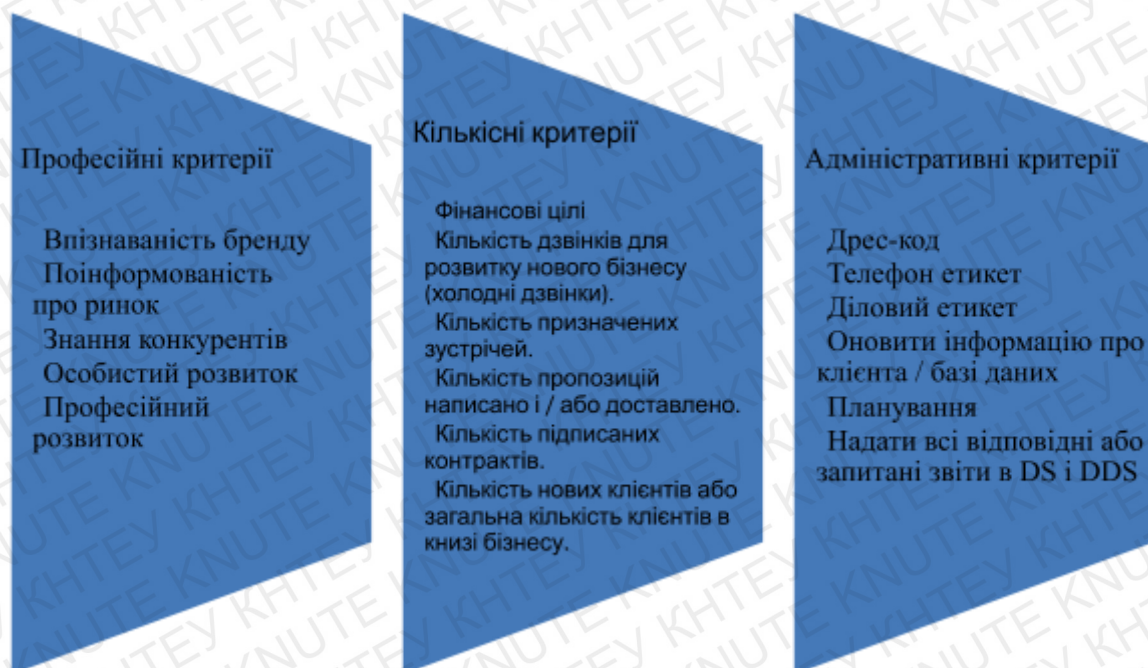 Професійні критерії
Впізнаваність бренду
Поінформованість
про ринок
Знання конкурентів
Особистий розвиток
Професійний
розвиток
Кількісні критерії
Фінансові цілі
Кількість дзвінків для
розвитку нового бізнесу
(холодні дзвінки).
Кількість призначених
зустрічей.
Кількість пропозицій
написано і / або доставлено.
Кількість підписаних
контрактів.
Кількість нових клієнтів або
загальна кількість клієнтів в
книзі бізнесу.
Адміністративні критерії
Дрес-код
Телефон етикет
Діловий етикет
Оновити інформацію про
клієнта / базі даних
Планування
Надати всі відповідні або
запитані звіти в DS і DDS